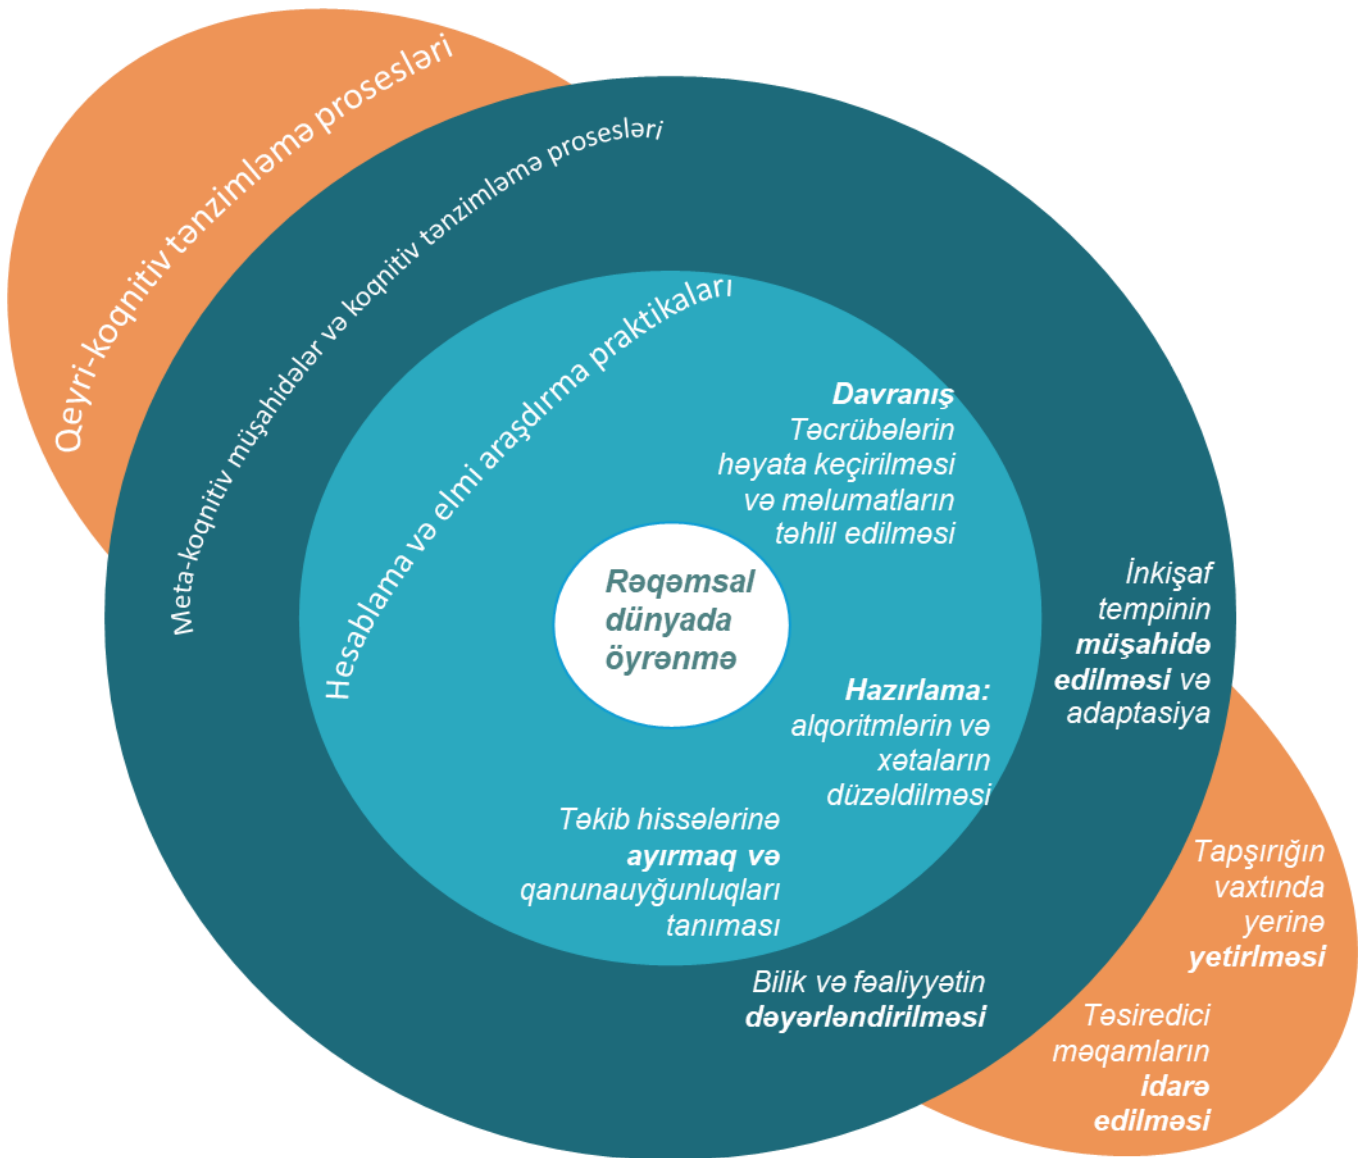 Qeyri-koqnitiv tənzimləmə prosesləri
Meta-koqnitiv müşahidələr və koqnitiv tənzimləmə prosesləri
Hesablama və elmi araşdırma praktikaları
Davranış
Təcrübələrin
həyata keçirilməsi
və məlumatların
təhlil edilməsi
Rəqəmsal
dünyada
öyrənmə
Hazırlama:
alqoritmlərin və
xətaların
düzəldilməsi
Təkib hissələrinə
ayırmaq və
qanunauyğunluqları
tanıması
İnkişaf
tempinin
müşahidə
edilməsi və
adaptasiya
Bilik və fəaliyyətin
dəyərləndirilməsi
Tapşırığın
vaxtında
yerinə
yetirlməsi
Təsiredici
məqamların
idarə
edilməsi